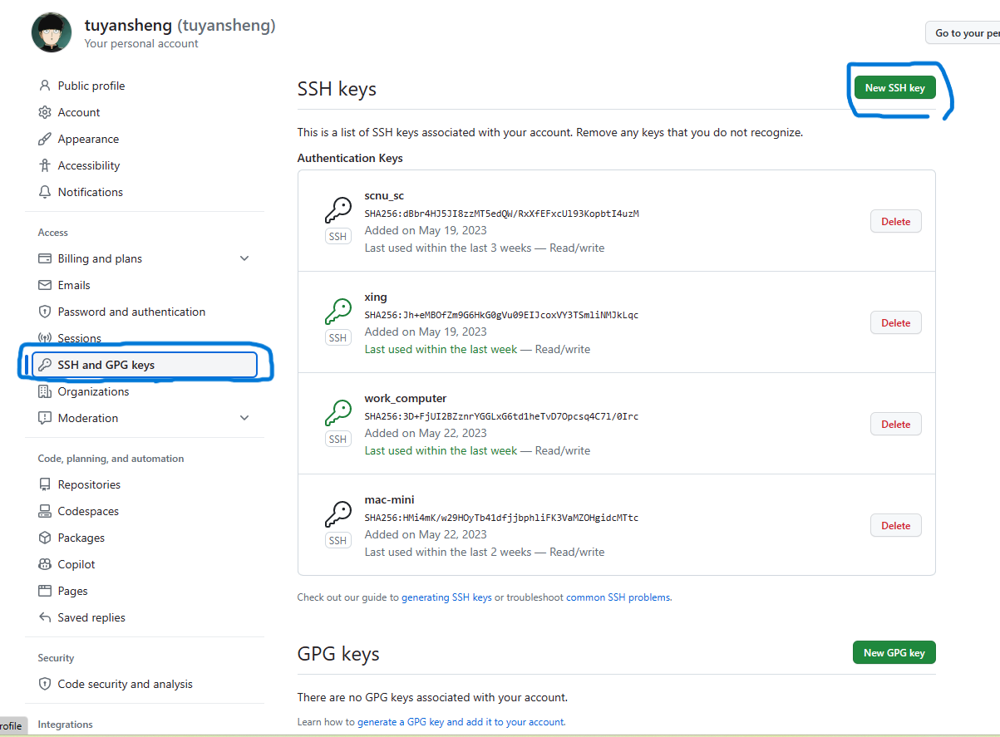 tuyansheng (tuyansheng)
Your personal account
Go to your per
Public profile
Account
Appearance
Accessibility
Notifications
Access
Billing and plans
Emails
Password and authentication
Sessions
SSH and GPG keys
Organizations
Moderation
Code, planning, and automation
Repositories
Codespaces
Packages
Copilot
Pages
Saved replies
Security
Code security and analysis
Integrations
rofile
SSH keys
New SSH key
This is a list of SSH keys associated with your account. Remove any keys that you do not recognize.
Authentication Keys
scnu_sc
SHA256:dBbr4HJ5JI8zzMT5edQW/RxXfEFxcUl93KopbtI4uzM
SSH
Added on May 19, 2023
Last used within the last 3 weeks — Read/write
Delete
xing
SHA256:Jh+eMBOfZm9G6HkG0gVu09EIJcoxVY3TSmliNMJkLqc
SSH
Added on May 19, 2023
Last used within the last week — Read/write
Delete
work_computer
SHA256:3D+FjUI2BZznrYGGLxG6td1heTvD7Opcsq4C7l/0Irc
SSH
Added on May 22, 2023
Last used within the last week — Read/write
Delete
mac-mini
SHA256:HMi4mK/w29HOyTb41dfjjbphliFK3VaMZOHgidcMTtc
SSH
Added on May 22, 2023
Last used within the last 2 weeks — Read/write
Delete
Check out our guide to generating SSH keys or troubleshoot common SSH problems.
GPG keys
New GPG key
There are no GPG keys associated with your account.
Learn how to generate a GPG key and add it to your account.